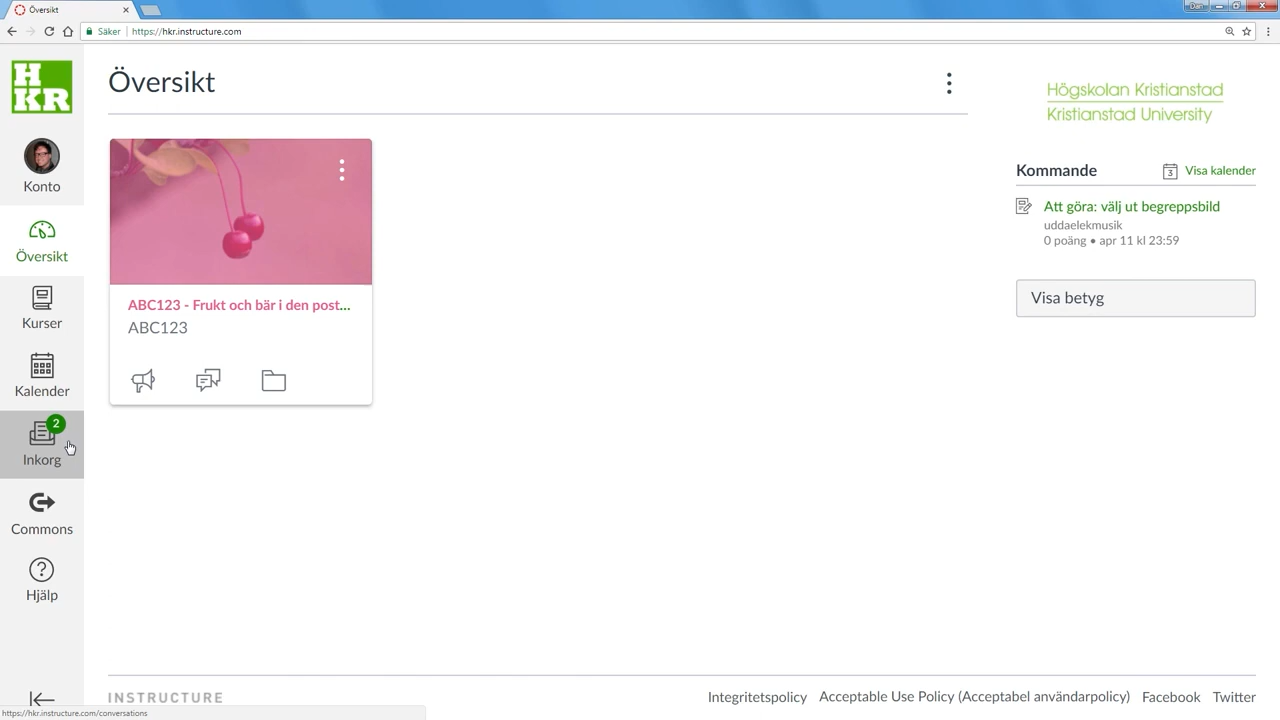 Översikt
Dan
Säker
https://hkr.instructure.com
H
KR
Konto
Översikt
Kurser
Kalender
2
Inkorg
Commons
Hjälp
Översikt
ABC123 - Frukt och bär i den post...
ABC123
Högskolan Kristianstad
Kristianstad University
Kommande
3
Visa kalender
Att göra: välj ut begreppsbild
uddaelekmusik
0 poäng • apr 11 kl 23:59
Visa betyg
INSTRUCTURE
Integritetspolicy
Acceptable Use Policy (Acceptabel användarpolicy)
Facebook
Twitter
https://hkr.instructure.com/conversations